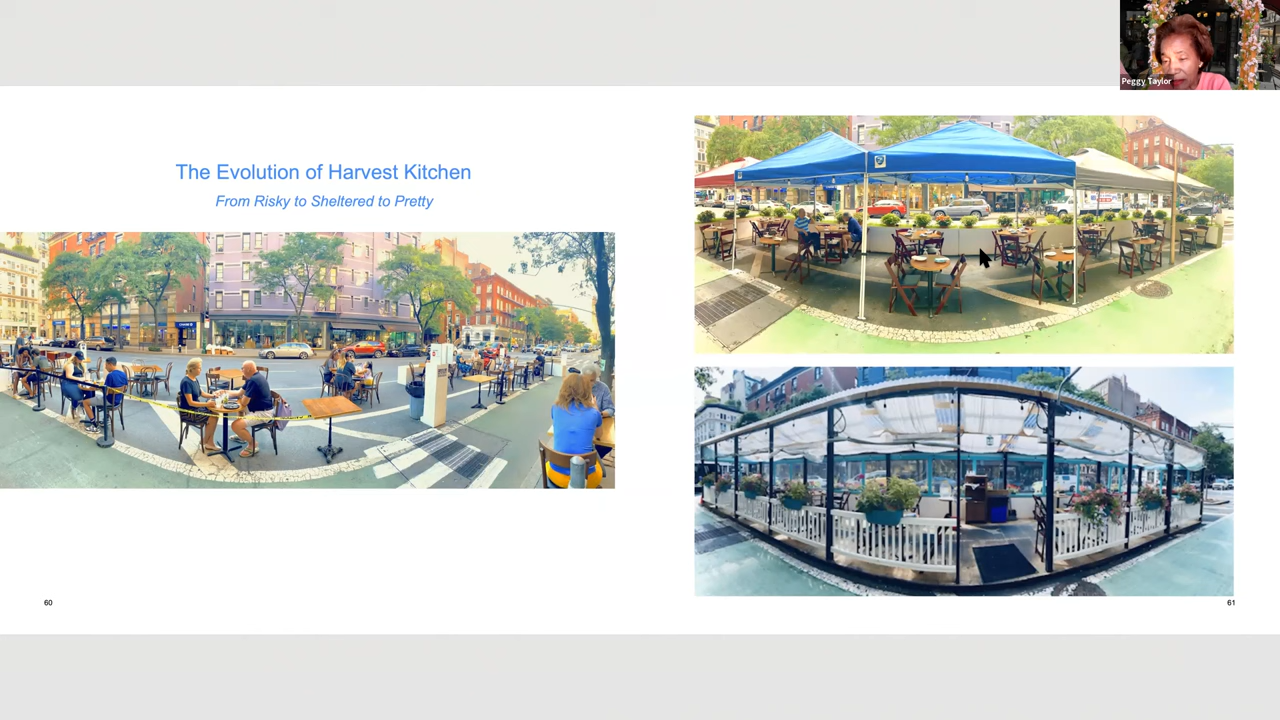 Peggy Taylor
The Evolution of Harvest Kitchen
From Risky to Sheltered to Pretty
60
61